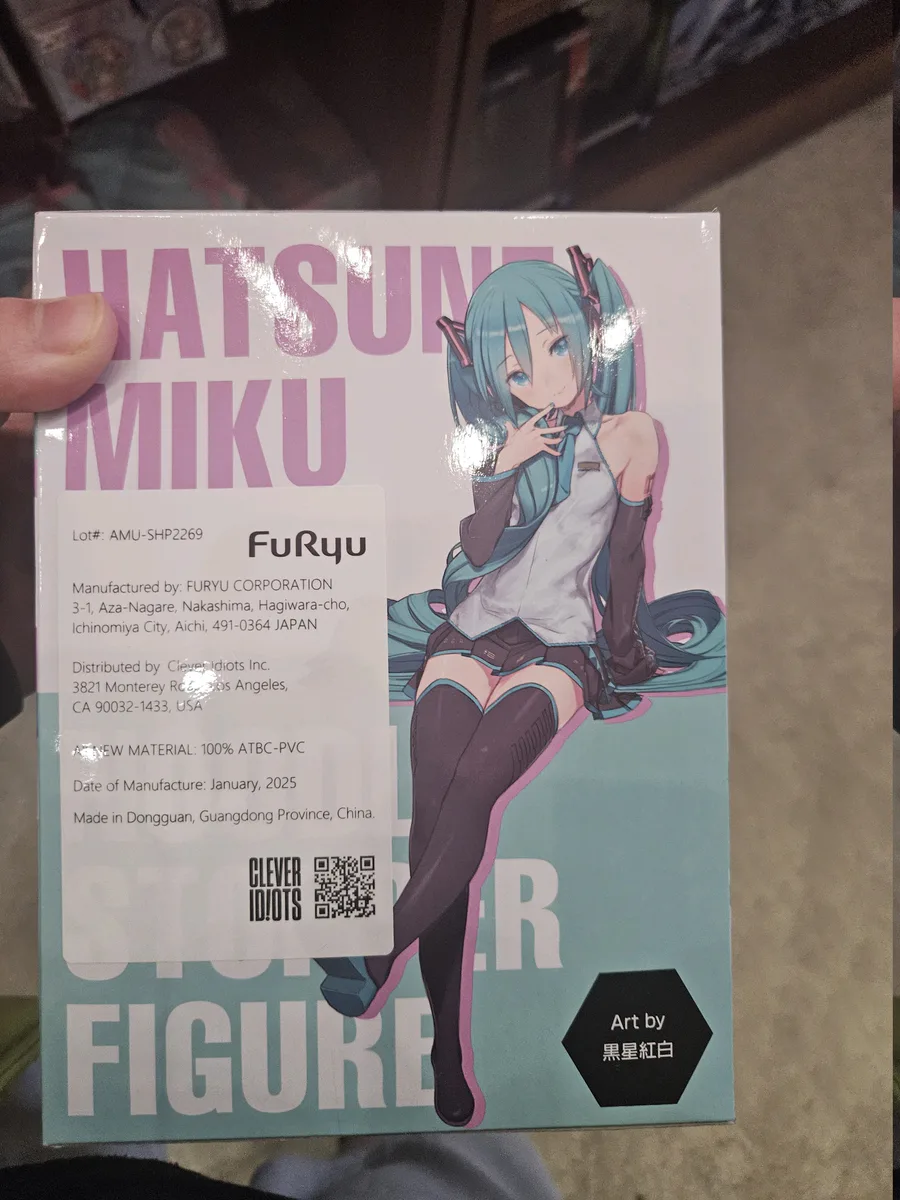 HATSUNE
MIKU
Lot#: AMU-SHP2269
FuRyu
Manufactured by: FURYU CORPORATION
3-1, Aza-Nagare, Nakashima, Hagiwara-cho,
Ichinomiya City, Aichi, 491-0364 JAPAN
Distributed by Clever Idiots Inc.
3821 Monterey Los Angeles,
CA 90032-1433, USA
NEW MATERIAL: 100% ATBC-PVC
Date of Manufacture: January, 2025
Made in Dongguan, Guangdong Province, China.
CLEVER
ID!OTS
FIGURE
Art by
黒星紅白